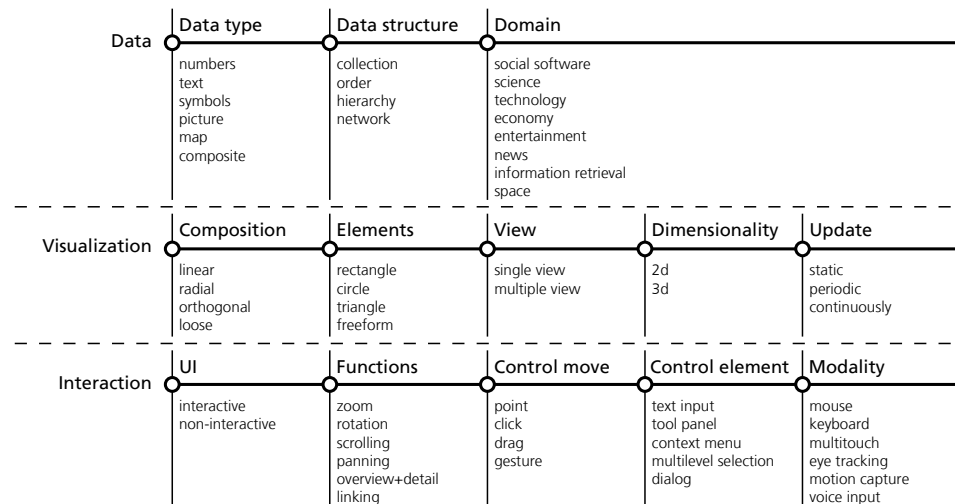 Data
Data type
Data structure
Domain
numbers
text
symbols
picture
map
composite
collection
order
hierarchy
network
social software
science
technology
economy
entertainment
news
information retrieval
space
Visualization
Composition
Elements
View
Dimensionality
Update
linear
radial
orthogonal
loose
rectangle
circle
triangle
freeform
single view
multiple view
2d
3d
static
periodic
continuously
Interaction
UI
Functions
Control move
Control element
Modality
interactive
non-interactive
zoom
rotation
scrolling
panning
overview+detail
linking
point
click
drag
gesture
text input
tool panel
context menu
multilevel selection
dialog
mouse
keyboard
multitouch
eye tracking
motion capture
voice input